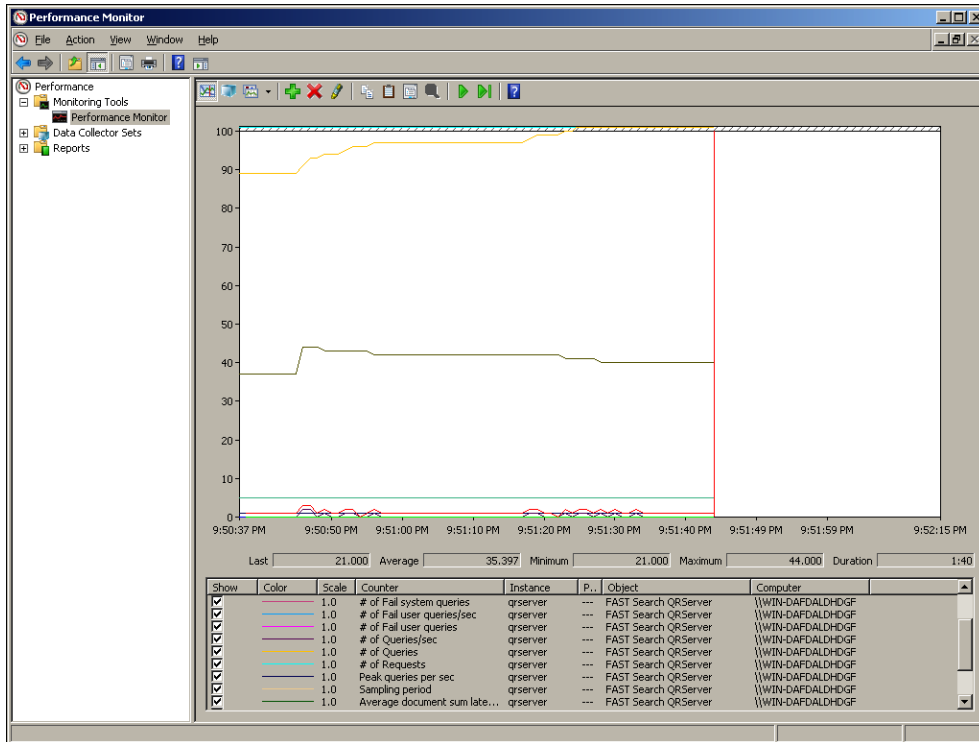 Performance Monitor
File Action View Window Help
Performance
Monitoring Tools
Performance Monitor
Data Collector Sets
Reports
100
90
80
70
60
50
40
30
20
10
0
9:50:37 PM 9:50:50 PM 9:51:00 PM 9:51:10 PM 9:51:20 PM 9:51:30 PM 9:51:40 PM 9:51:49 PM 9:51:59 PM 9:52:15 PM
Last 21.000 Average 35.397 Minimum 21.000 Maximum 44.000 Duration 1:40
Show Color Scale Counter Instance P... Object Computer
1.0 # of Fail system queries qrserver --- FAST Search QRServer \\WIN-DAFDALDHDGF
1.0 # of Fail user queries/sec qrserver --- FAST Search QRServer \\WIN-DAFDALDHDGF
1.0 # of Fail user queries qrserver --- FAST Search QRServer \\WIN-DAFDALDHDGF
1.0 # of Queries/sec qrserver --- FAST Search QRServer \\WIN-DAFDALDHDGF
1.0 # of Queries qrserver --- FAST Search QRServer \\WIN-DAFDALDHDGF
1.0 # of Requests qrserver --- FAST Search QRServer \\WIN-DAFDALDHDGF
1.0 Peak queries per sec qrserver --- FAST Search QRServer \\WIN-DAFDALDHDGF
1.0 Sampling period qrserver --- FAST Search QRServer \\WIN-DAFDALDHDGF
1.0 Average document sum late... qrserver --- FAST Search QRServer \\WIN-DAFDALDHDGF